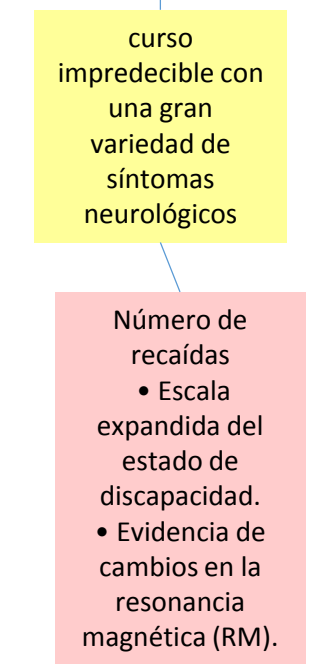 curso
impredecible con
una gran
variedad de
síntomas
neurológicos
Número de
recaídas
• Escala
expandida del
estado de
discapacidad.
• Evidencia de
cambios en la
resonancia
magnética (RM).